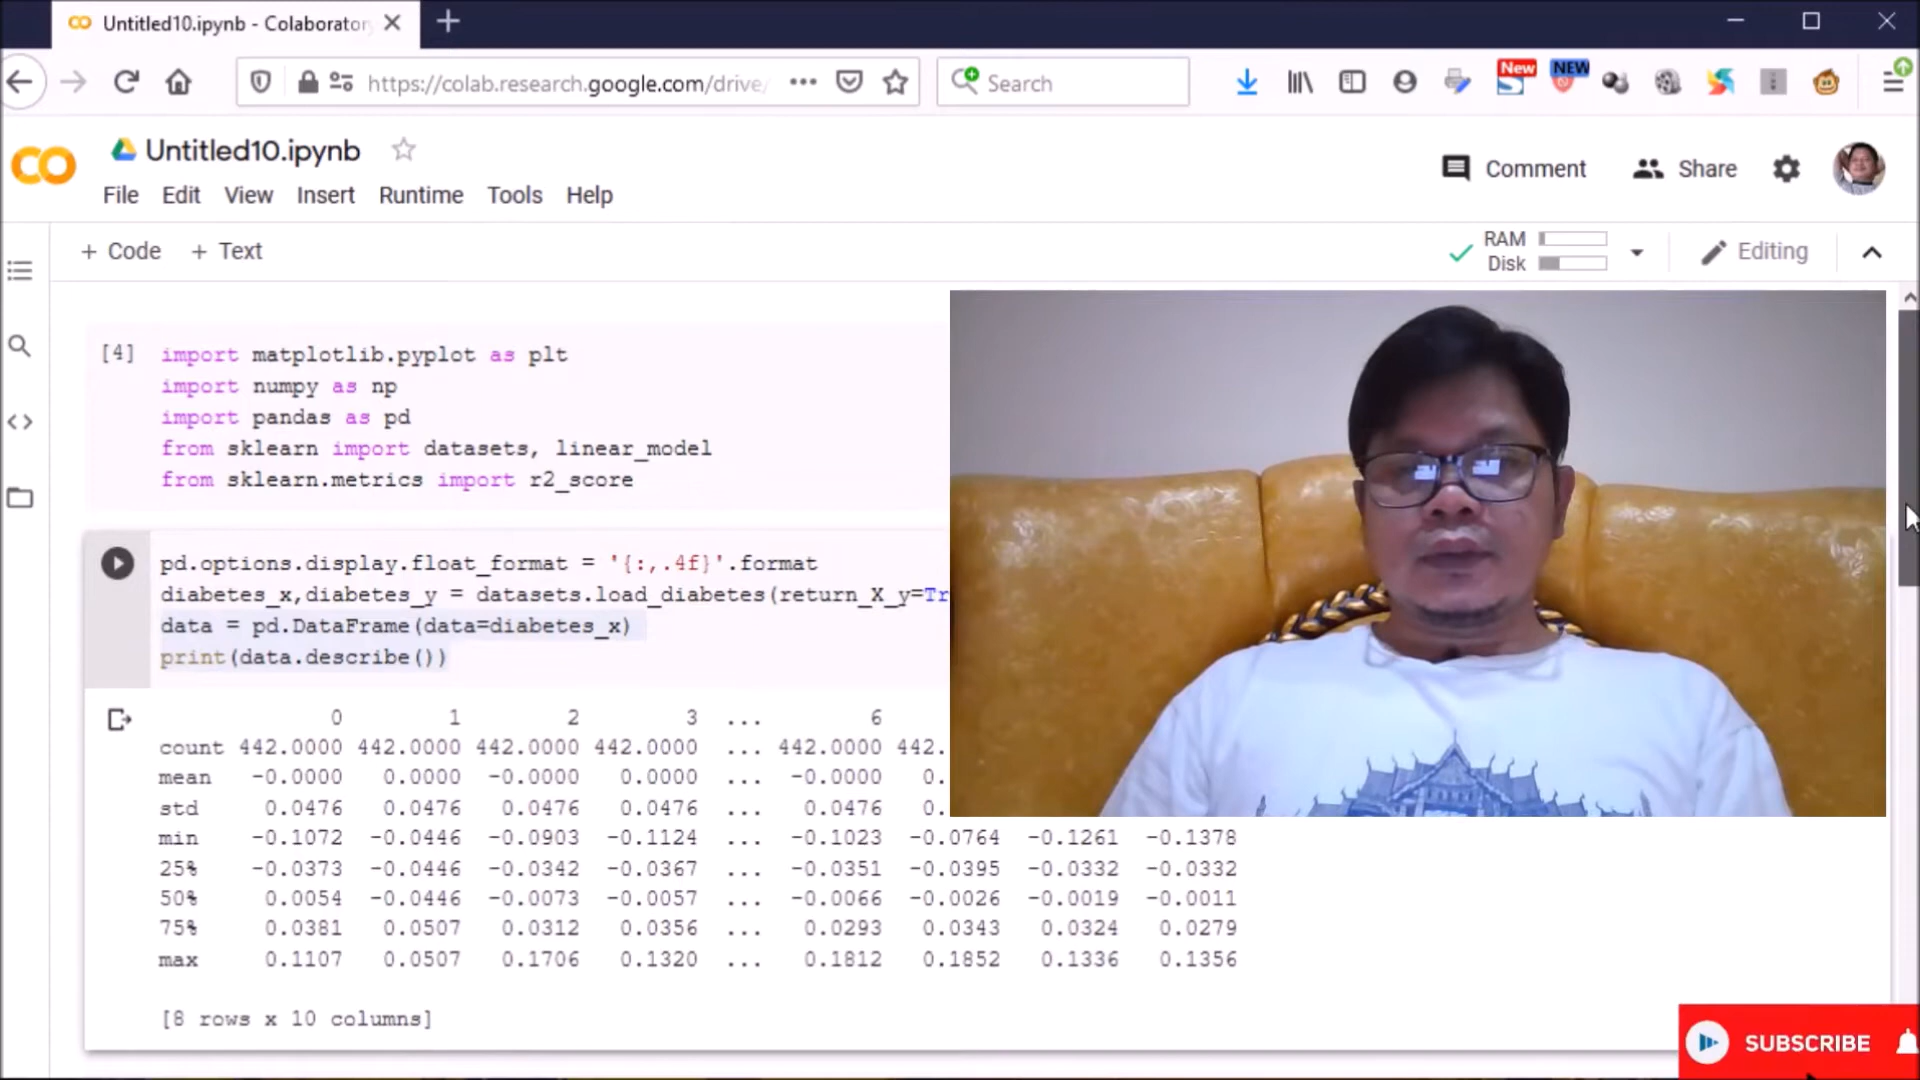 Untitled10.ipynb - Colaboratory
https://colab.research.google.com/drive/
Search
New
NEW
Untitled10.ipynb
File Edit View Insert Runtime Tools Help
Comment
Share
+ Code + Text
RAM
Disk
Editing
[4]
import matplotlib.pyplot as plt
import numpy as np
import pandas as pd
from sklearn import datasets, linear_model
from sklearn.metrics import r2_score
pd.options.display.float_format = '{:,.4f}'.format
diabetes_x,diabetes_y = datasets.load_diabetes(return_X_y=Tr
data = pd.DataFrame(data=diabetes_x)
print(data.describe())
0 1 2 3 ... 6
count 442.0000 442.0000 442.0000 442.0000 ... 442.0000 442.
mean -0.0000 0.0000 -0.0000 0.0000 ... -0.0000 0.
std 0.0476 0.0476 0.0476 0.0476 ... 0.0476 0.
min -0.1072 -0.0446 -0.0903 -0.1124 ... -0.1023 -0.0764 -0.1261 -0.1378
25% -0.0373 -0.0446 -0.0342 -0.0367 ... -0.0351 -0.0395 -0.0332 -0.0332
50% 0.0054 -0.0446 -0.0073 -0.0057 ... -0.0066 -0.0026 -0.0019 -0.0011
75% 0.0381 0.0507 0.0312 0.0356 ... 0.0293 0.0343 0.0324 0.0279
max 0.1107 0.0507 0.1706 0.1320 ... 0.1812 0.1852 0.1336 0.1356
[8 rows x 10 columns]
SUBSCRIBE